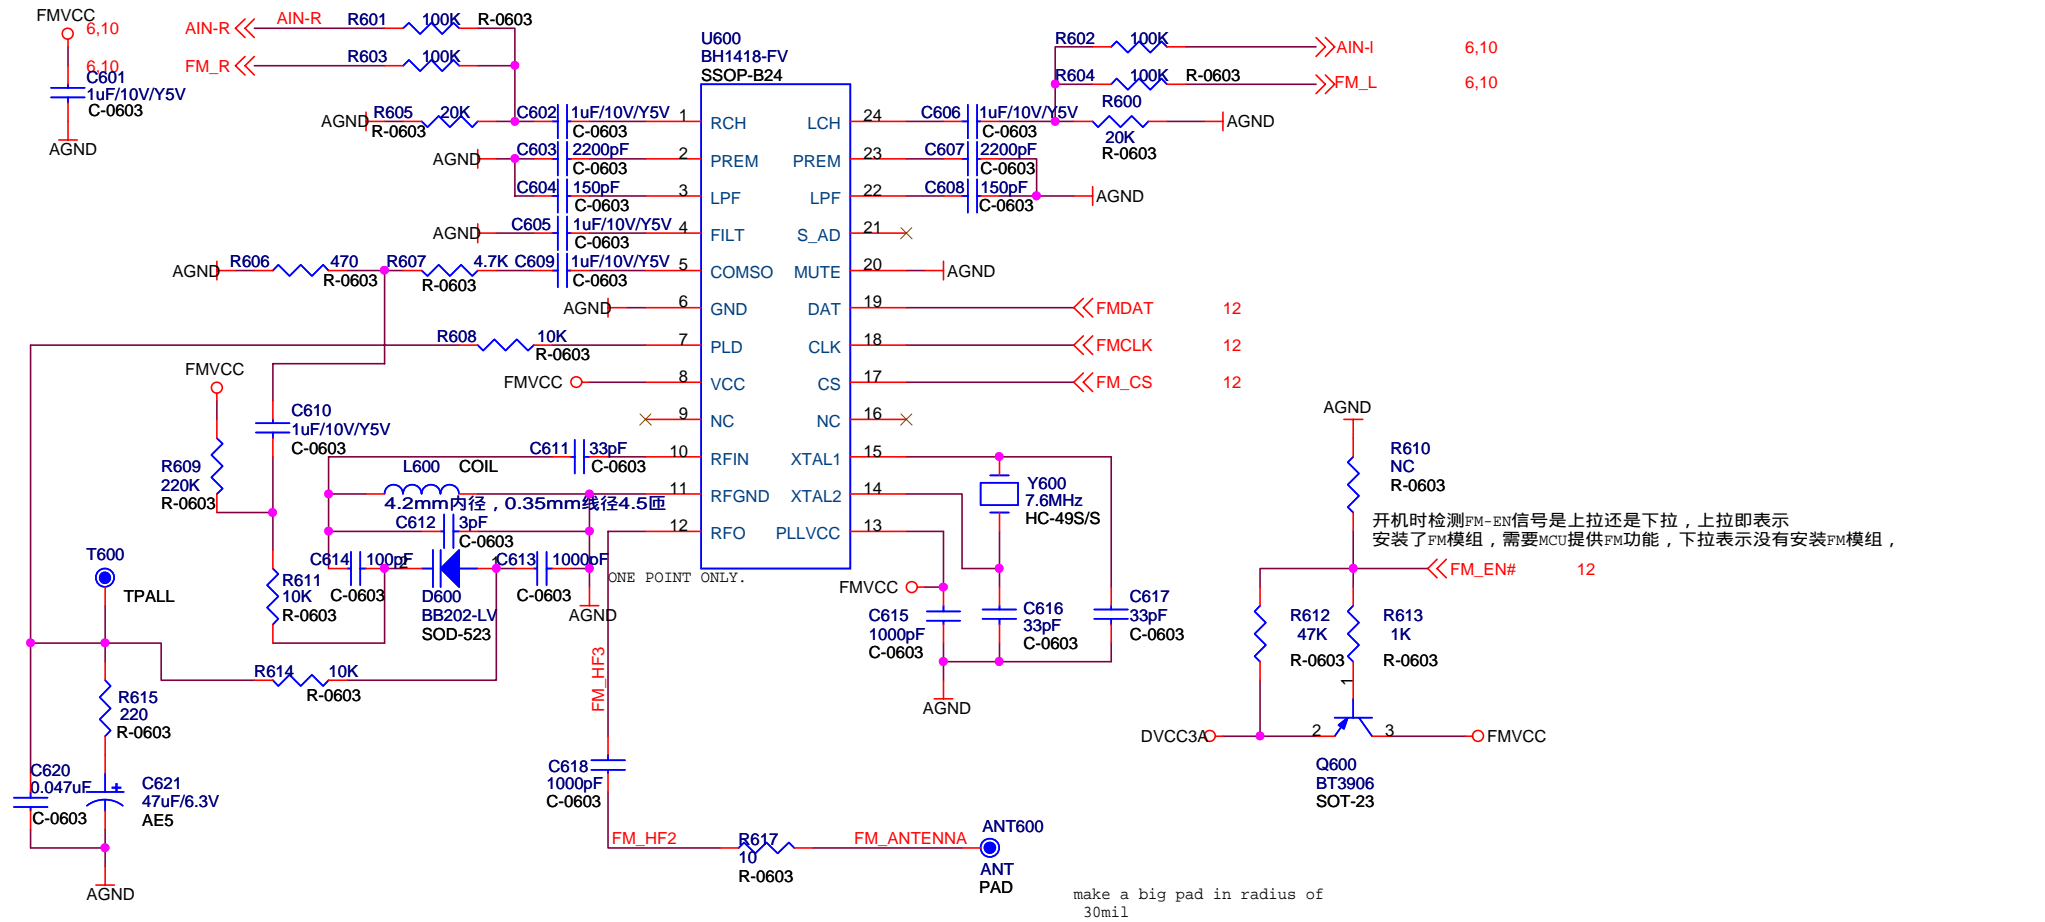 FMVCC
6,10
AIN-R
AIN-R
R601
100K
R-0603
6,10
FM_R
R603
100K
C601
1uF/10V/Y5V
C-0603
AGND
AGND
R605
20K
R-0603
C602
1uF/10V/Y5V
C-0603
AGND
C603
2200pF
C-0603
C604
150pF
C-0603
AGND
C605
1uF/10V/Y5V
C-0603
AGND
R606
470
R-0603
R607
4.7K
R-0603
C609
1uF/10V/Y5V
C-0603
AGND
R608
10K
R-0603
FMVCC
FMVCC
C610
1uF/10V/Y5V
C-0603
R609
220K
R-0603
C611
33pF
C-0603
L600
COIL
4.2mm内径，0.35mm线径4.5匝
C612
3pF
C-0603
C614
100pF
C-0603
2
1
D600
BB202-LV
SOD-523
C613
1000pF
C-0603
AGND
ONE POINT ONLY.
R611
10K
R-0603
T600
TPALL
R614
10K
R-0603
R615
220
R-0603
C620
0.047uF
C-0603
C621
47uF/6.3V
AE5
AGND
U600
BH1418-FV
SSOP-B24
1
RCH
LCH
24
2
PREM
PREM
23
3
LPF
LPF
22
4
FILT
S_AD
21
5
COMSO
MUTE
20
6
GND
DAT
19
7
PLD
CLK
18
8
VCC
CS
17
9
NC
NC
16
10
RFIN
XTAL1
15
11
RFGND
XTAL2
14
12
RFO
PLLVCC
13
R602
100K
AIN-l
6,10
R604
100K
R-0603
FM_L
6,10
R600
20K
R-0603
AGND
C606
1uF/10V/Y5V
C-0603
C607
2200pF
C-0603
C608
150pF
C-0603
AGND
AGND
FMDAT
12
FMCLK
12
FM_CS
12
Y600
7.6MHz
HC-49S/S
FMVCC
C615
1000pF
C-0603
C616
33pF
C-0603
C617
33pF
C-0603
AGND
FM_HF3
C618
1000pF
C-0603
FM_HF2
R617
10
R-0603
FM_ANTENNA
ANT600
ANT
PAD
make a big pad in radius of
30mil
AGND
R610
NC
R-0603
开机时检测FM-EN信号是上拉还是下拉，上拉即表示
安装了FM模组，需要MCU提供FM功能，下拉表示没有安装FM模组，
FM_EN#
12
R612
47K
R-0603
R613
1K
R-0603
1
DVCC3A
2
3
FMVCC
Q600
BT3906
SOT-23